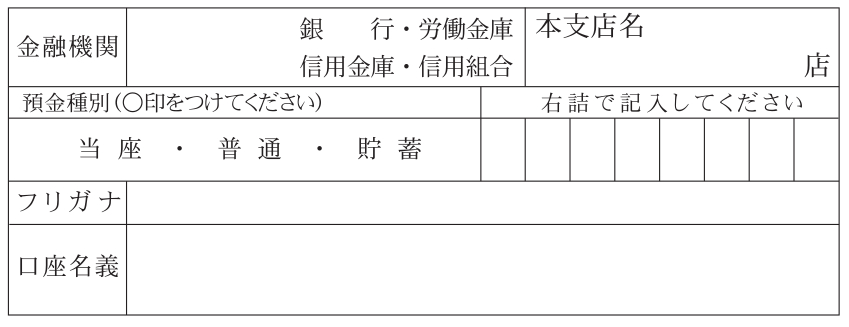 金融機関
銀　　行・労働金庫
信用金庫・信用組合
本支店名
店
預金種別(○印をつけてください)
右詰で記入してください
当 座 ・ 普 通 ・ 貯 蓄
フリガナ
口座名義